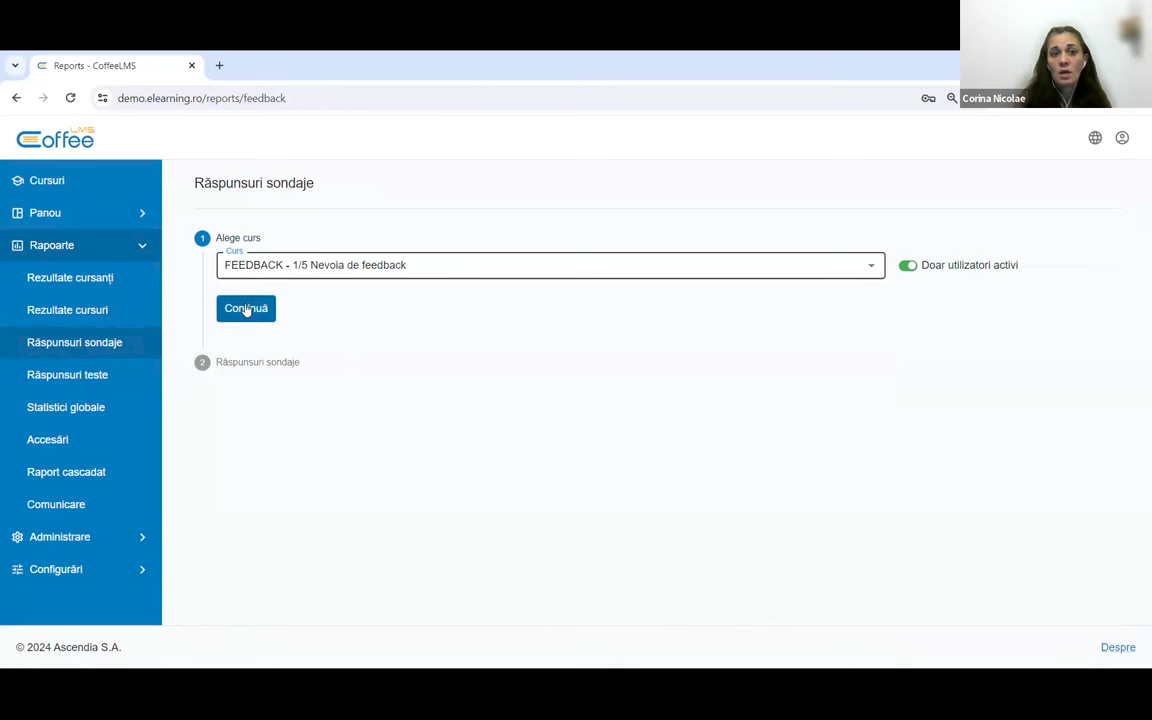 Reports - CoffeeLMS
demo.elearning.ro/reports/feedback
Corina Nicolae
Coffee LMS
Cursuri
Panou
Rapoarte
Rezultate cursanți
Rezultate cursuri
Răspunsuri sondaje
Răspunsuri teste
Statistici globale
Accesări
Raport cascadat
Comunicare
Administrare
Configurări
Răspunsuri sondaje
1 Alege curs
Curs
FEEDBACK - 1/5 Nevoia de feedback
Doar utilizatori activi
Continuă
2 Răspunsuri sondaje
© 2024 Ascendia S.A.
Despre